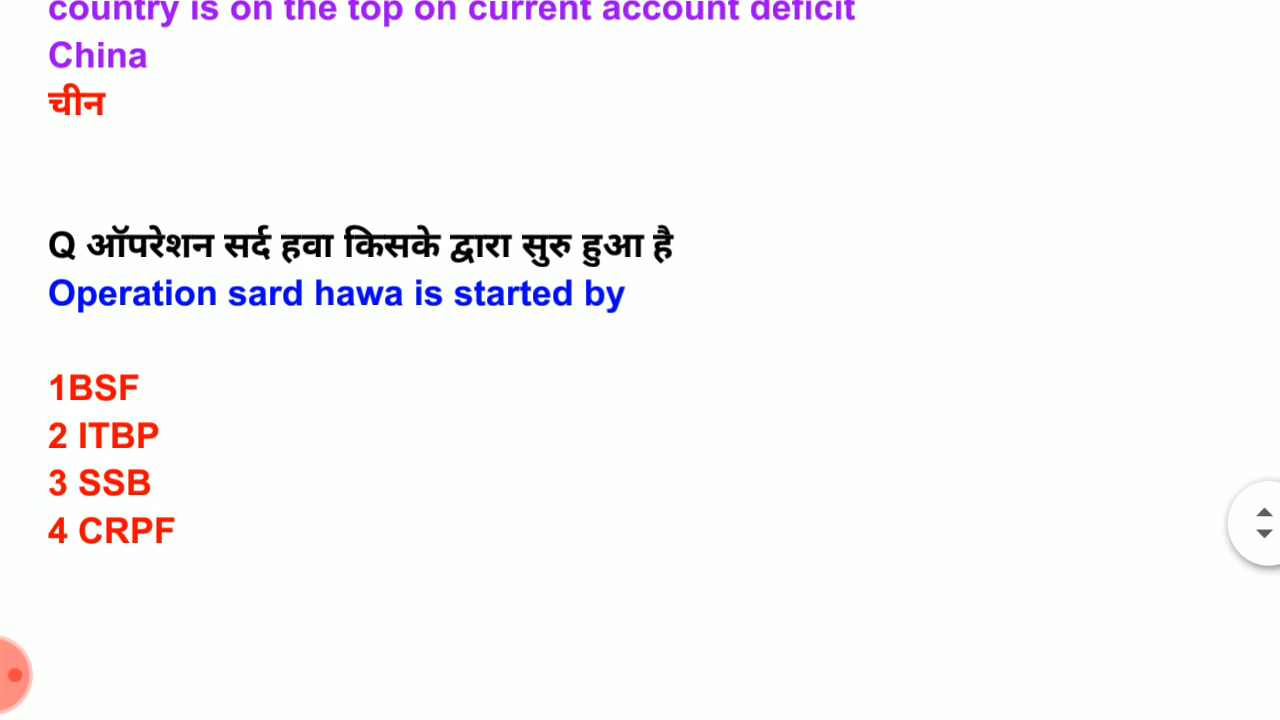 country is on the top on current account deficit
China
चीन
Q ऑपरेशन सर्द हवा किसके द्वारा सुरु हुआ है
Operation sard hawa is started by
1BSF
2 ITBP
3 SSB
4 CRPF